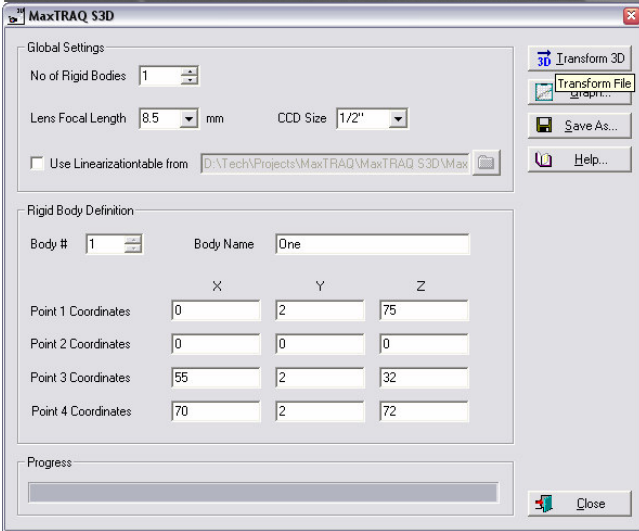 MaxTRAQ S3D
Global Settings
No of Rigid Bodies 1
Lens Focal Length 8.5 mm CCD Size 1/2"
Use Linearizationtable from D:\Tech\Projects\MaxTRAQ\MaxTRAQ S3D\Max
3D Transform 3D
Transform File
Graph...
Save As...
Help...
Rigid Body Definition
Body # 1 Body Name One
X Y Z
Point 1 Coordinates 0 2 75
Point 2 Coordinates 0 0 0
Point 3 Coordinates 55 2 32
Point 4 Coordinates 70 2 72
Progress
Close